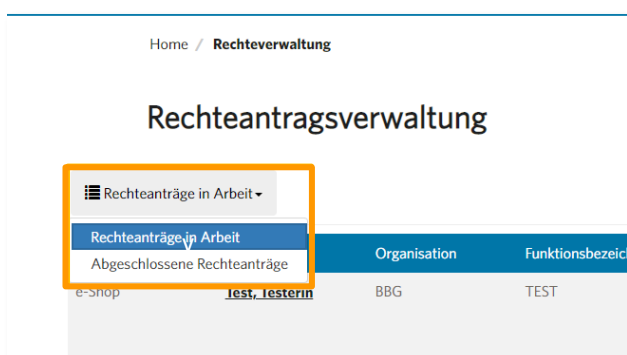 Home / Rechteverwaltung
Rechteantragsverwaltung
Rechteanträge in Arbeit
Rechteanträge in Arbeit
Abgeschlossene Rechteanträge
Organisation Funktionsbezeic
e-Shop Test, Testerin BBG TEST